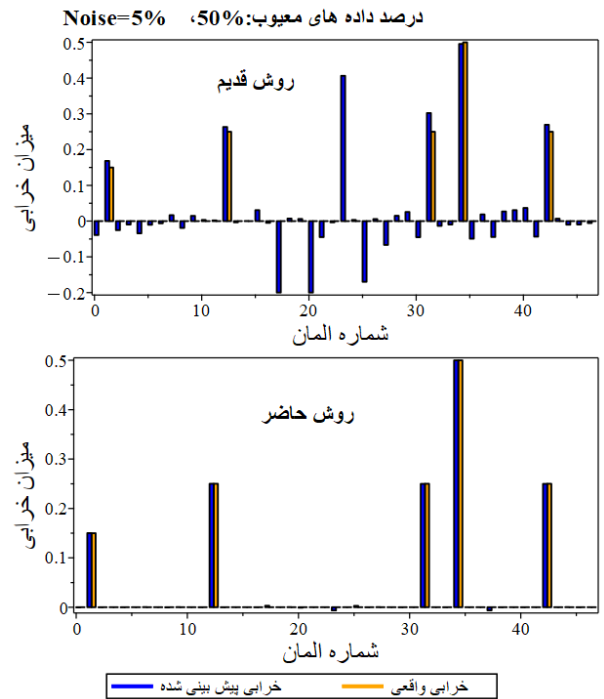 درصد داده های معیوب:50%، Noise=5%
روش قدیم
میزان خرابی
0.5
0.4
0.3
0.2
0.1
0
−0.1
−0.2
0 10 20 30 40
شماره المان
روش حاضر
میزان خرابی
0.5
0.4
0.3
0.2
0.1
0
0 10 20 30 40
شماره المان
خرابی پیش بینی شده خرابی واقعی